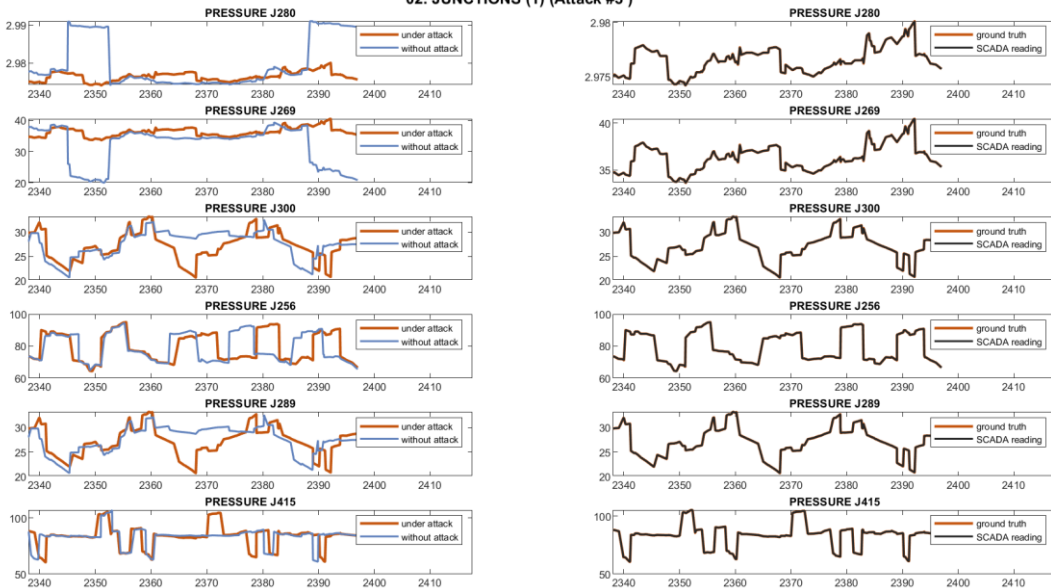 02. JUNCTIONS (1) (Attack #3 )
PRESSURE J280
2.99
2.98
under attack
without attack
2340 2350 2360 2370 2380 2390 2400 2410
PRESSURE J280
2.98
2.975
ground truth
SCADA reading
2340 2350 2360 2370 2380 2390 2400 2410
PRESSURE J269
40
30
20
under attack
without attack
2340 2350 2360 2370 2380 2390 2400 2410
PRESSURE J269
40
35
ground truth
SCADA reading
2340 2350 2360 2370 2380 2390 2400 2410
PRESSURE J300
30
25
20
under attack
without attack
2340 2350 2360 2370 2380 2390 2400 2410
PRESSURE J300
30
25
20
ground truth
SCADA reading
2340 2350 2360 2370 2380 2390 2400 2410
PRESSURE J256
100
80
60
under attack
without attack
2340 2350 2360 2370 2380 2390 2400 2410
PRESSURE J256
100
80
60
ground truth
SCADA reading
2340 2350 2360 2370 2380 2390 2400 2410
PRESSURE J289
30
25
20
under attack
without attack
2340 2350 2360 2370 2380 2390 2400 2410
PRESSURE J289
30
25
20
ground truth
SCADA reading
2340 2350 2360 2370 2380 2390 2400 2410
PRESSURE J415
100
50
under attack
without attack
2340 2350 2360 2370 2380 2390 2400 2410
PRESSURE J415
100
50
ground truth
SCADA reading
2340 2350 2360 2370 2380 2390 2400 2410